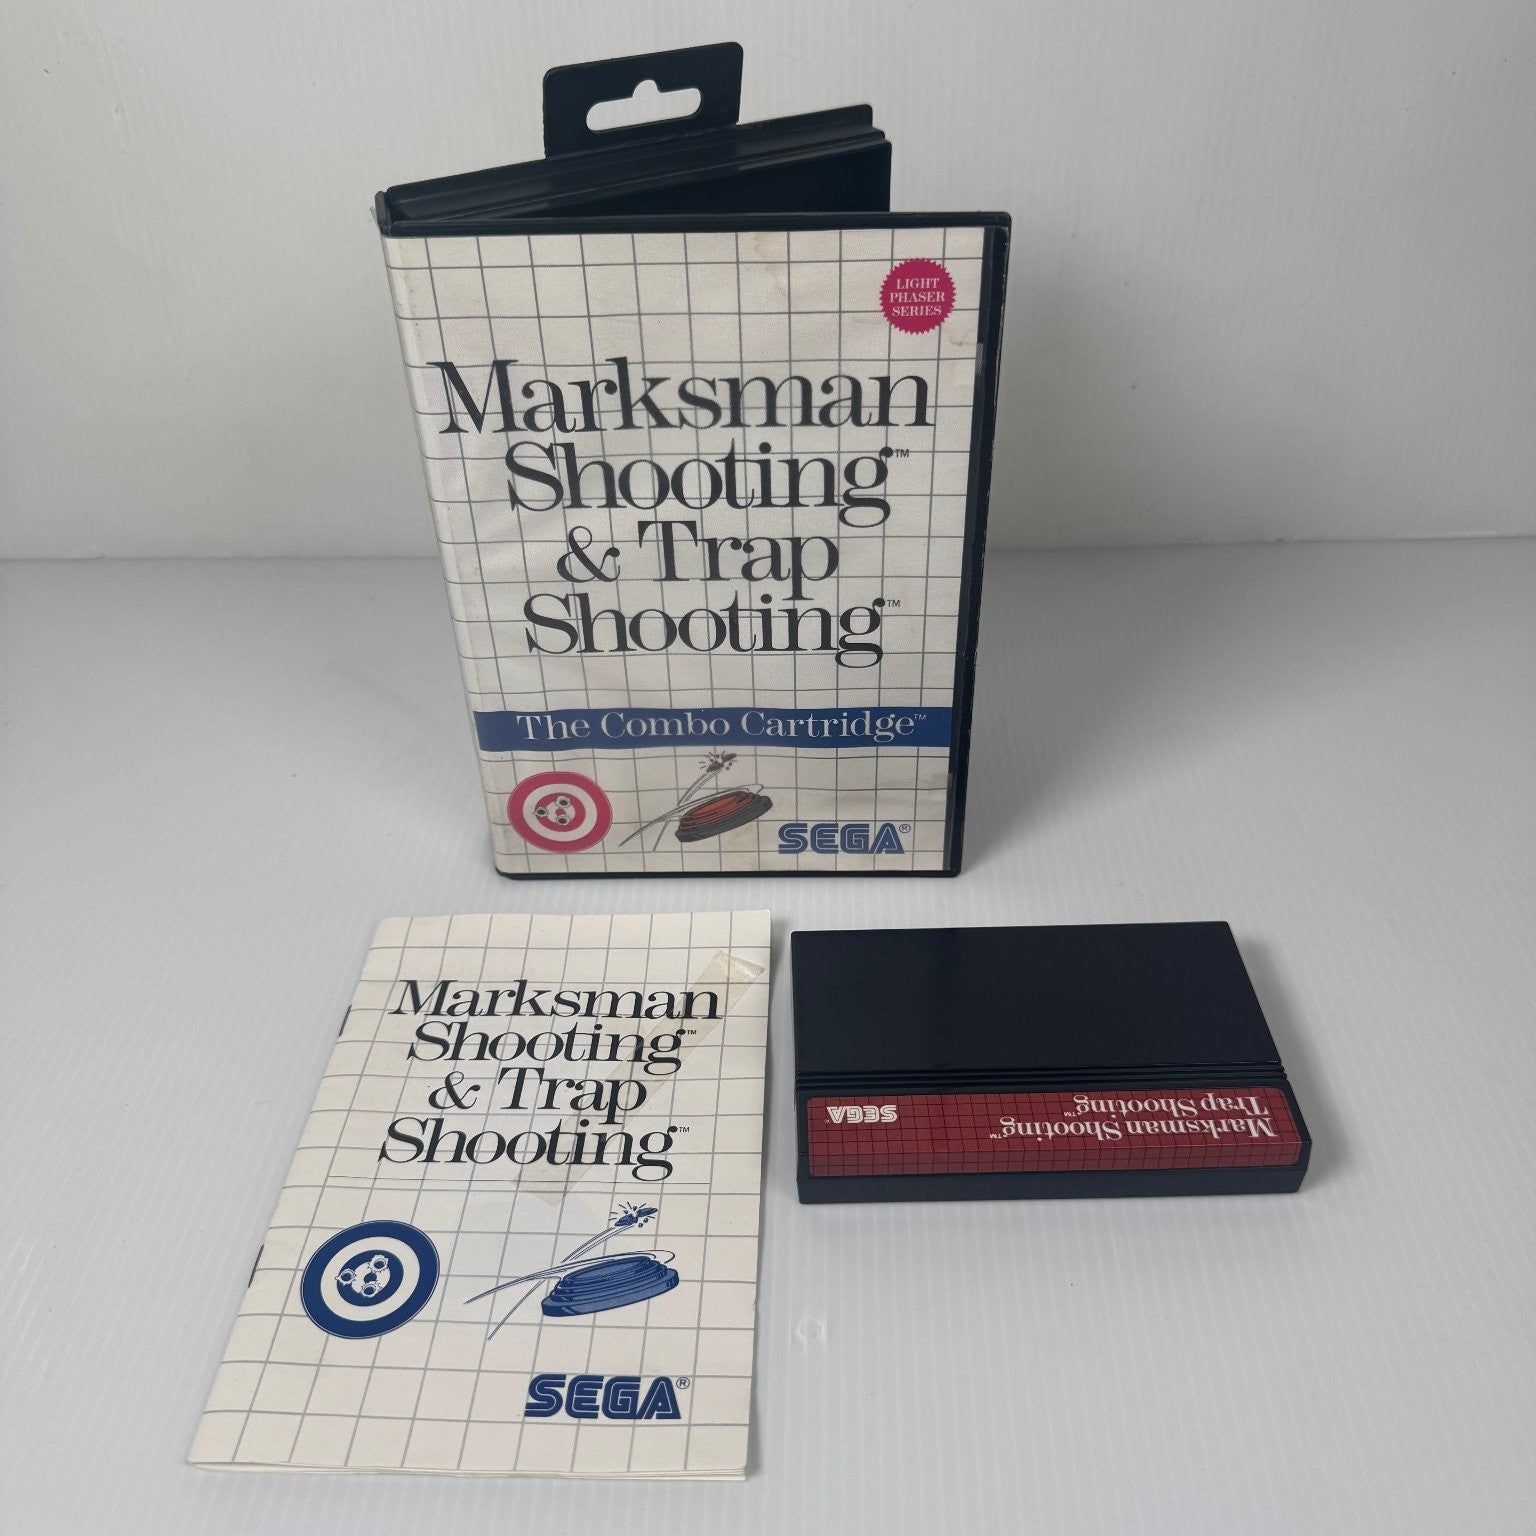 LIGHT
PHASER
SERIES
Marksman
Shooting™
& Trap
Shooting™
The Combo Cartridge™
SEGA®
Marksman
Shooting™
& Trap
Shooting™
SEGA®
Marksman Shooting™
Trap Shooting™
SEGA®